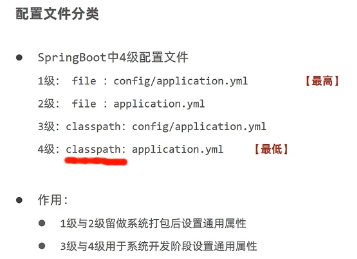 配置文件分类
SpringBoot中4级配置文件
1级: file : config/application.yml 【最高】
2级: file : application.yml
3级: classpath: config/application.yml
4级: classpath: application.yml 【最低】
作用:
1级与2级留做系统打包后设置通用属性
3级与4级用于系统开发阶段设置通用属性